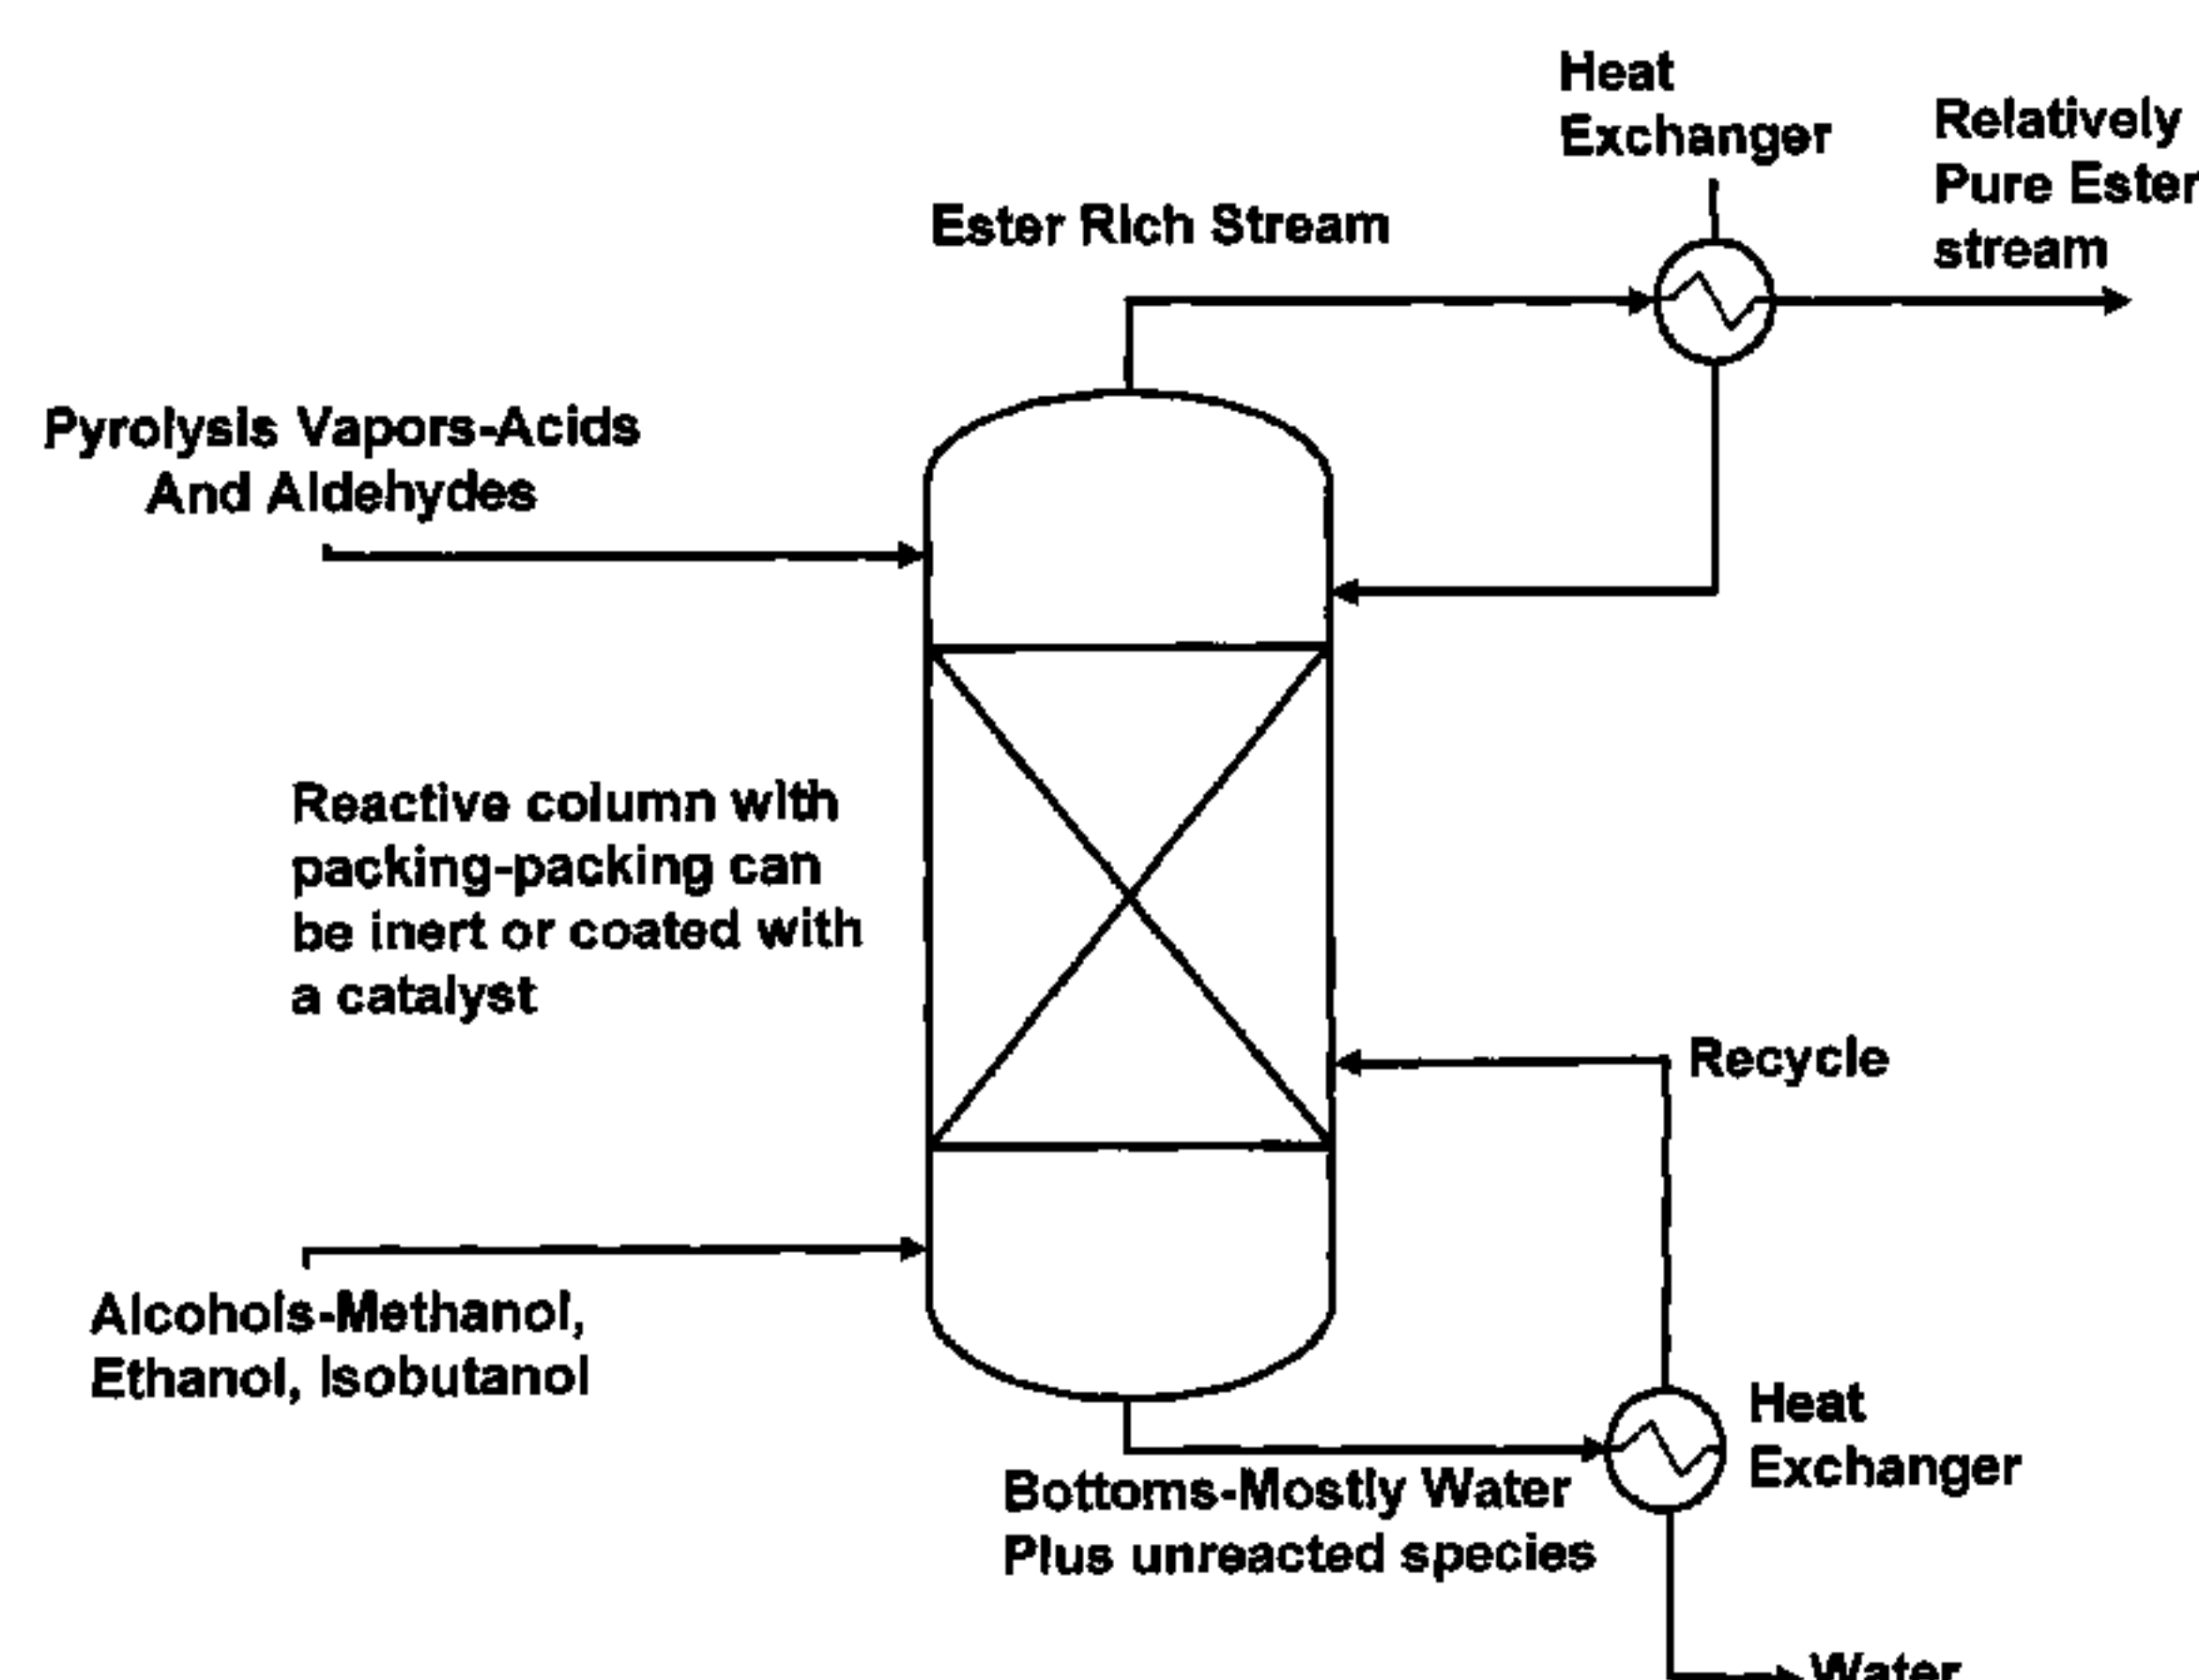 Heat
Exchanger
Relatively
Pure Ester
stream
Ester Rich Stream
Pyrolysis Vapors-Acids
And Aldehydes
Reactive column with
packing-packing can
be inert or coated with
a catalyst
Recycle
Alcohols-Methanol,
Ethanol, Isobutanol
Heat
Exchanger
Bottoms-Mostly Water
Plus unreacted species
Water